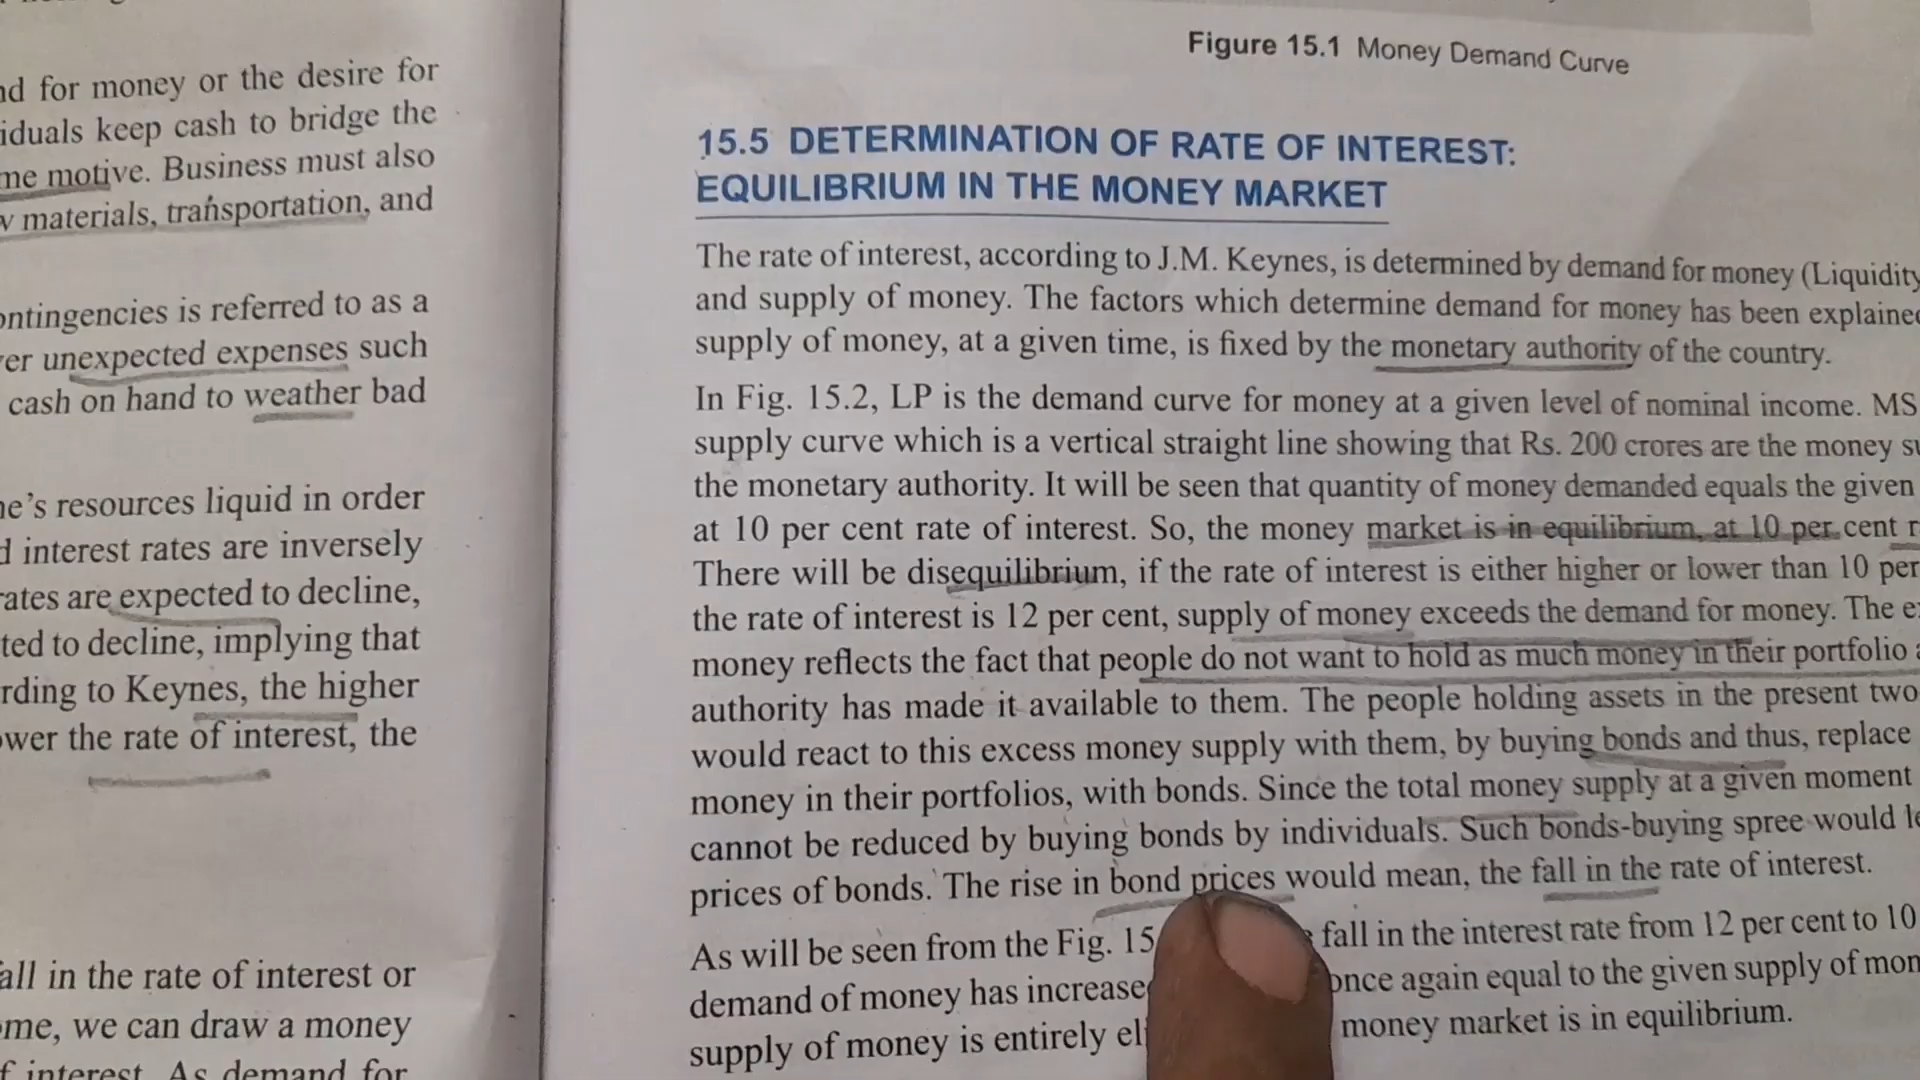 for money or the desire for
keep cash to bridge the
motive. Business must also
materials, transportation, and
is referred to as a
unexpected expenses such
cash on hand to weather bad
resources liquid in order
interest rates are inversely
are expected to decline,
to decline, implying that
to Keynes, the higher
the rate of interest, the
in the rate of interest or
we can draw a money
interest. As demand for
Figure 15.1 Money Demand Curve
15.5 DETERMINATION OF RATE OF INTEREST:
EQUILIBRIUM IN THE MONEY MARKET
The rate of interest, according to J.M. Keynes, is determined by demand for money (Liquidity
and supply of money. The factors which determine demand for money has been explained
supply of money, at a given time, is fixed by the monetary authority of the country.
In Fig. 15.2, LP is the demand curve for money at a given level of nominal income. MS
supply curve which is a vertical straight line showing that Rs. 200 crores are the money
the monetary authority. It will be seen that quantity of money demanded equals the given
at 10 per cent rate of interest. So, the money market is in equilibrium, at 10 per cent
There will be disequilibrium, if the rate of interest is either higher or lower than 10 per
the rate of interest is 12 per cent, supply of money exceeds the demand for money. The
money reflects the fact that people do not want to hold as much money in their portfolio
authority has made it available to them. The people holding assets in the present two
would react to this excess money supply with them, by buying bonds and thus, replace
money in their portfolios, with bonds. Since the total money supply at a given moment
cannot be reduced by buying bonds by individuals. Such bonds-buying spree would
prices of bonds. The rise in bond prices would mean, the fall in the rate of interest.
As will be seen from the Fig. fall in the interest rate from 12 per cent to 10
demand of money has once again equal to the given supply of
supply of money is entirely money market is in equilibrium.